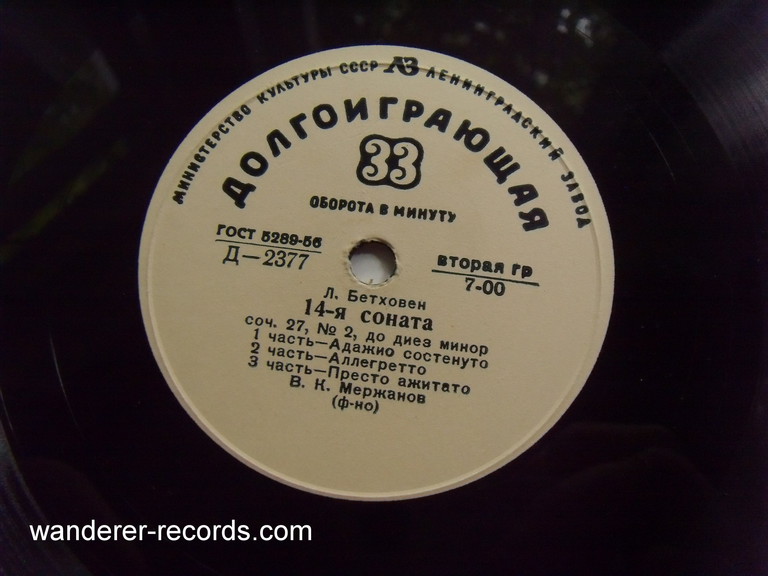 МИНИСТЕРСТВО КУЛЬТУРЫ СССР ЛЗ ЛЕНИНГРАДСКИЙ ЗАВОД
ДОЛГОИГРАЮЩАЯ
33
ОБОРОТА В МИНУТУ
ГОСТ 5289-56
Д—2377
вторая гр
7-00
Л. Бетховен
14-я соната
соч. 27, № 2, до диез минор
1 часть—Адажио состенуто
2 часть—Аллегретто
3 часть—Престо ажитато
В. К. Мержанов
(ф-но)
wanderer-records.com